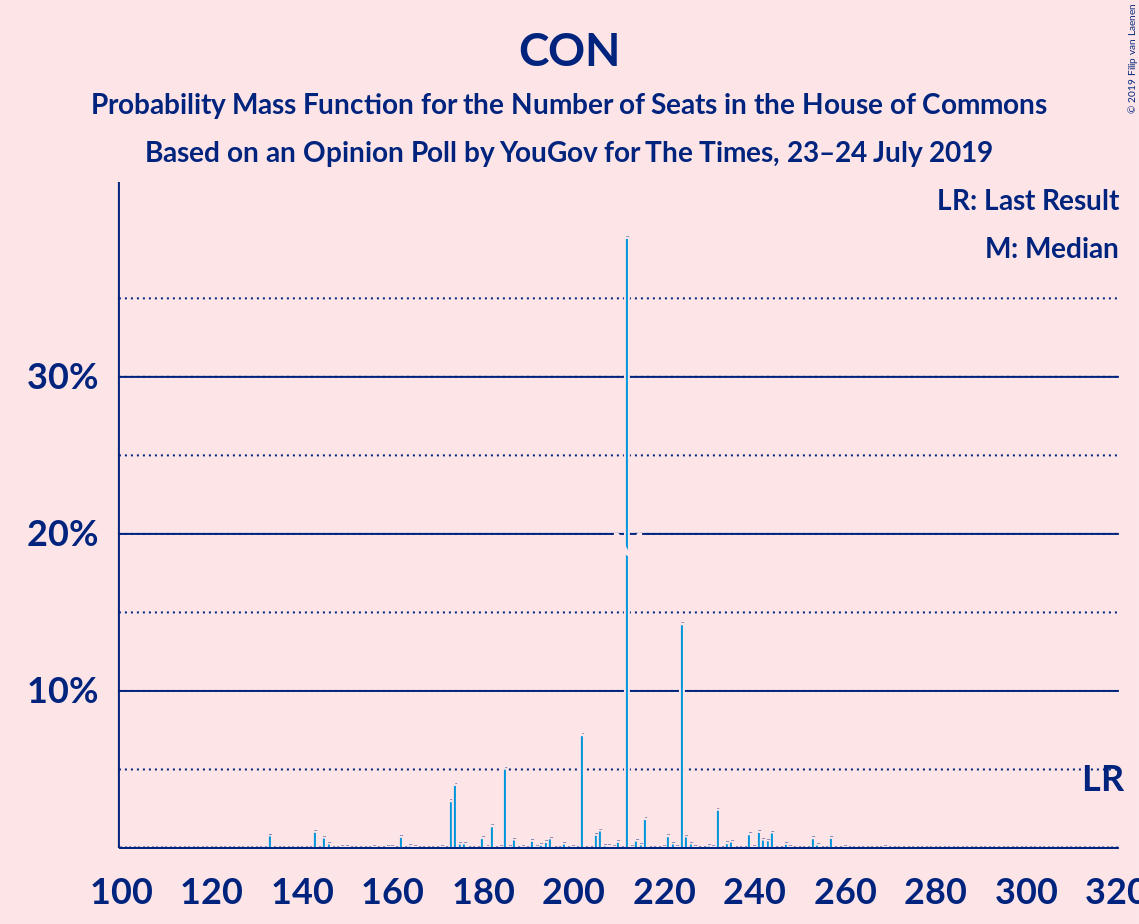 © 2019 Filip van Laenen
CON
Probability Mass Function for the Number of Seats in the House of Commons
Based on an Opinion Poll by YouGov for The Times, 23–24 July 2019
LR: Last Result
M: Median
30%
20%
10%
LR
100 120 140 160 180 200 220 240 260 280 300 320